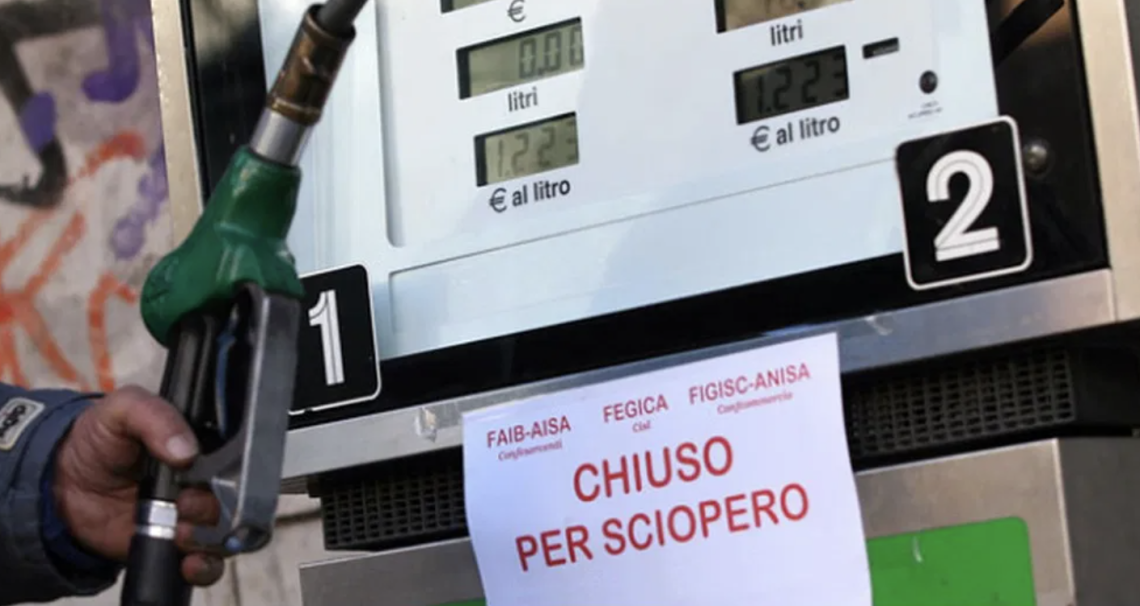 €
0.00
litri
1.223
€ al litro
litri
1.223
€ al litro
1
2
FAIB-AISA
Confesercenti
FEGICA
Cisl
FIGISC-ANISA
Confcommercio
CHIUSO
PER SCIOPERO